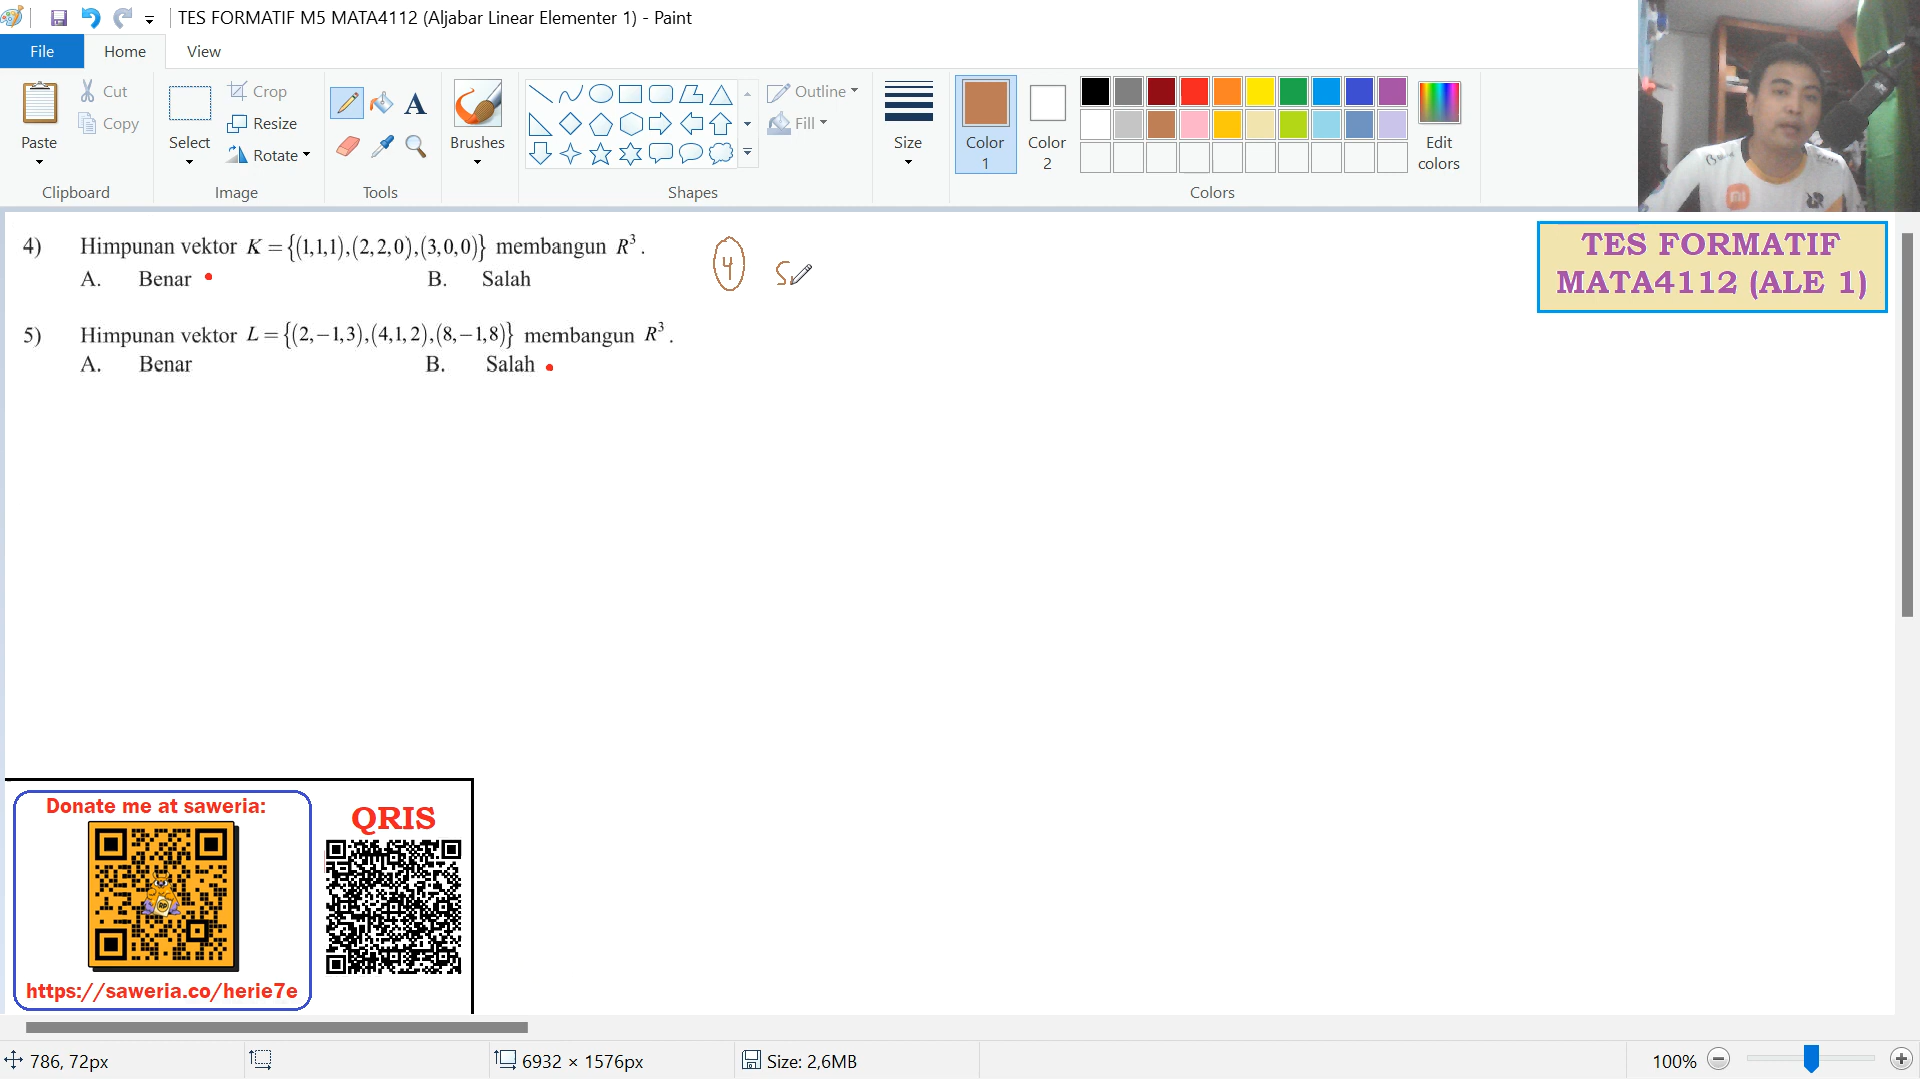 TES FORMATIF M5 MATA4112 (Aljabar Linear Elementer 1) - Paint
File Home View
Paste Cut Copy Clipboard
Select Crop Resize Rotate Image
Tools
Brushes
Shapes Outline Fill
Size
Color 1 Color 2 Edit colors Colors
4) Himpunan vektor K = {(1,1,1),(2,2,0),(3,0,0)} membangun R³.
A. Benar B. Salah
5) Himpunan vektor L = {(2,−1,3),(4,1,2),(8,−1,8)} membangun R³.
A. Benar B. Salah
4 S
TES FORMATIF
MATA4112 (ALE 1)
Donate me at saweria:
RP
https://saweria.co/herie7e
QRIS
786, 72px 6932 × 1576px Size: 2,6MB 100%